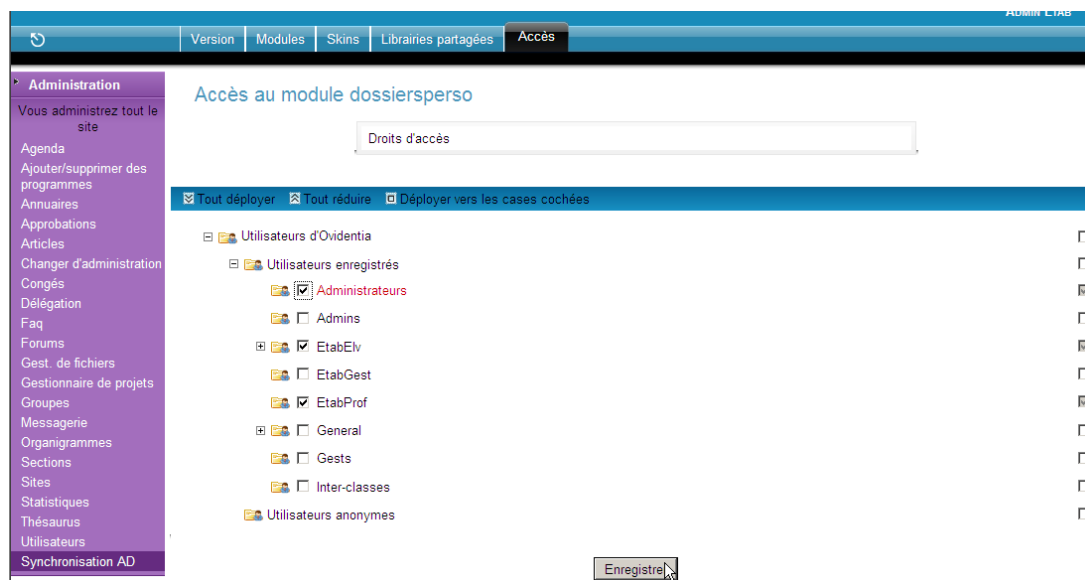 ADMIN ETAB
Version Modules Skins Librairies partagées Accès
Administration
Vous administrez tout le
site
Agenda
Ajouter/supprimer des
programmes
Annuaires
Approbations
Articles
Changer d'administration
Congés
Délégation
Faq
Forums
Gest. de fichiers
Gestionnaire de projets
Groupes
Messagerie
Organigrammes
Sections
Sites
Statistiques
Thésaurus
Utilisateurs
Synchronisation AD
Accès au module dossiersperso
Droits d'accès
Tout déployer Tout réduire Déployer vers les cases cochées
Utilisateurs d'Ovidentia
Utilisateurs enregistrés
Administrateurs
Admins
EtabElv
EtabGest
EtabProf
General
Gests
Inter-classes
Utilisateurs anonymes
Enregistre